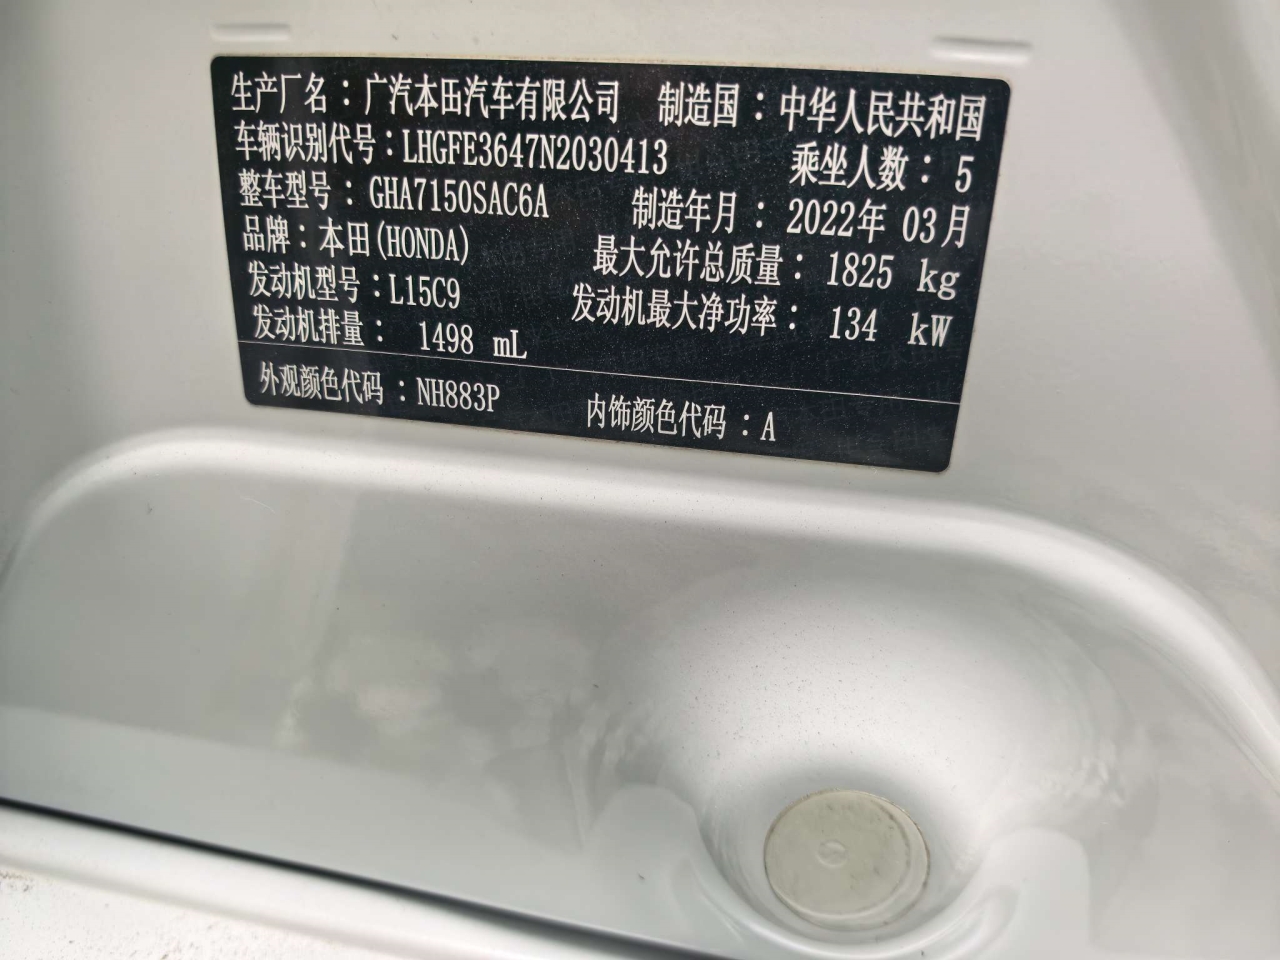 生产厂名：广汽本田汽车有限公司 制造国：中华人民共和国
车辆识别代号：LHGFE3647N2030413 乘坐人数：5
整车型号：GHA7150SAC6A 制造年月：2022年 03月
品牌：本田(HONDA) 最大允许总质量：1825 kg
发动机型号：L15C9 发动机最大净功率：134 kW
发动机排量：1498 mL
外观颜色代码：NH883P 内饰颜色代码：A